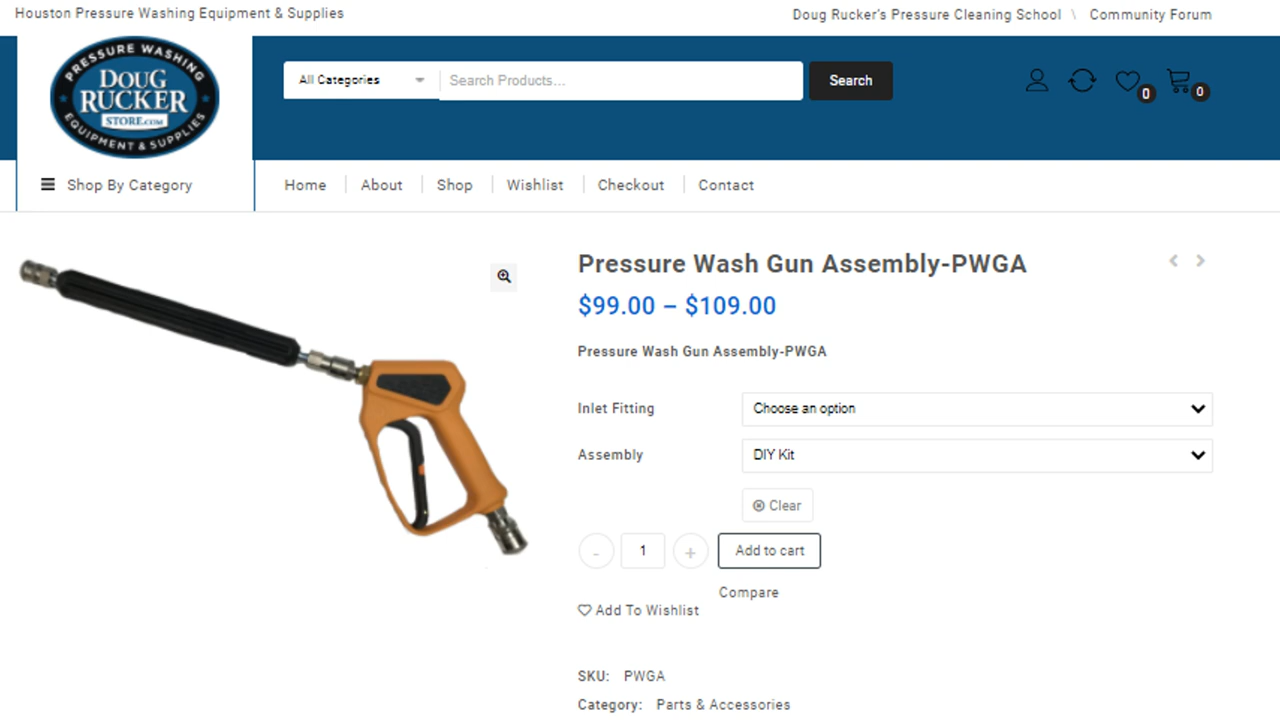 Houston Pressure Washing Equipment & Supplies
Doug Rucker's Pressure Cleaning School \ Community Forum
PRESSURE WASHING
DOUG
RUCKER
STORE.COM
EQUIPMENT & SUPPLIES
All Categories
Search Products...
Search
0
0
Shop By Category
Home
About
Shop
Wishlist
Checkout
Contact
Pressure Wash Gun Assembly-PWGA
$99.00 – $109.00
Pressure Wash Gun Assembly-PWGA
Inlet Fitting
Choose an option
Assembly
DIY Kit
Clear
- 1 +
Add to cart
Compare
Add To Wishlist
SKU: PWGA
Category: Parts & Accessories